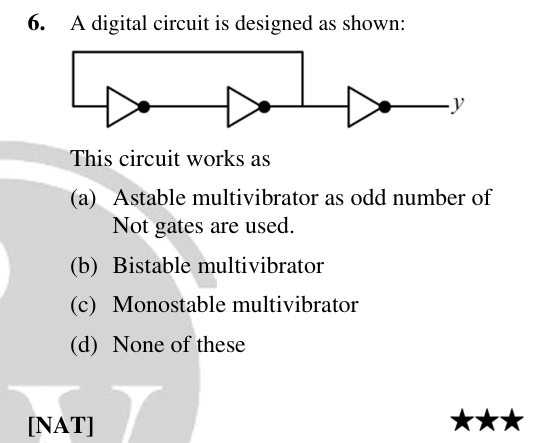 6. A digital circuit is designed as shown:
y
This circuit works as
(a) Astable multivibrator as odd number of
Not gates are used.
(b) Bistable multivibrator
(c) Monostable multivibrator
(d) None of these
[NAT] ★★★